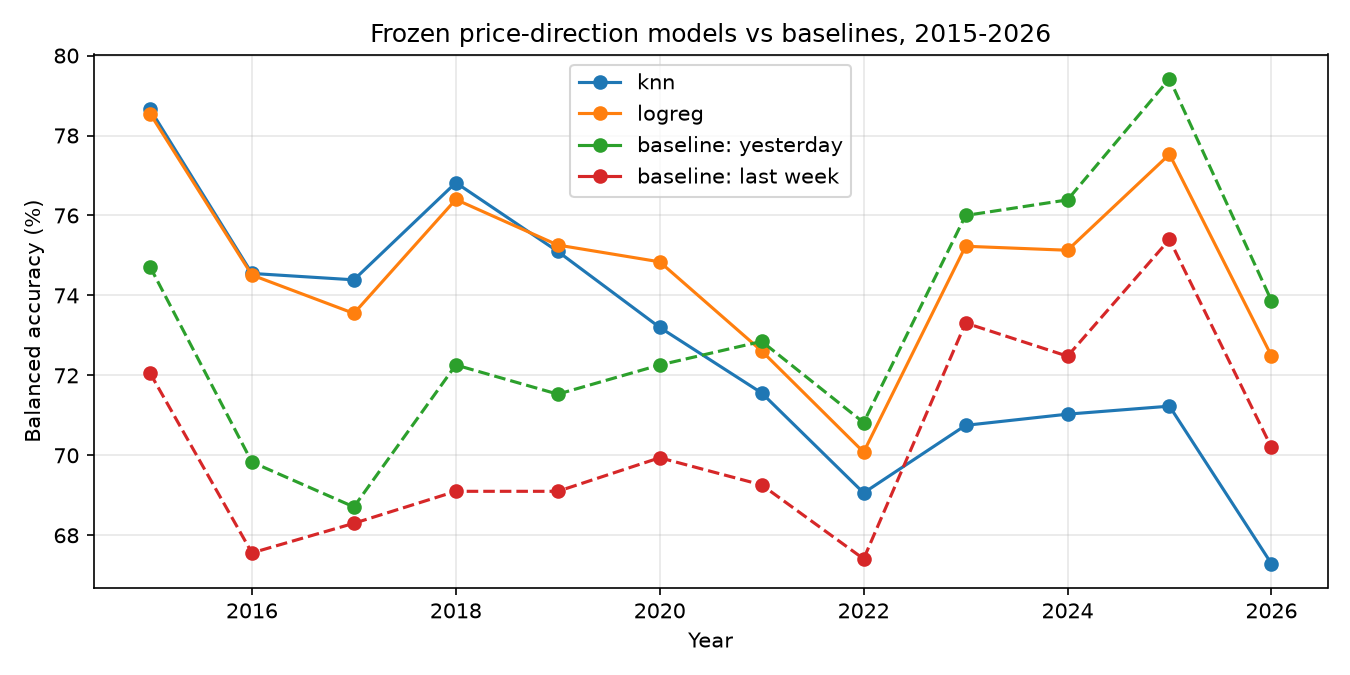 Frozen price-direction models vs baselines, 2015-2026
knn
logreg
baseline: yesterday
baseline: last week
Balanced accuracy (%)
80
78
76
74
72
70
68
2016 2018 2020 2022 2024 2026
Year